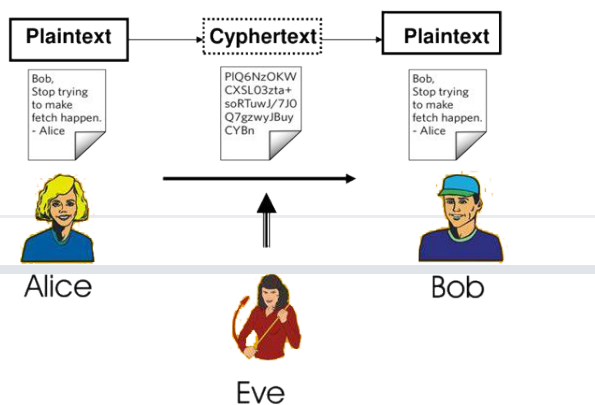 Plaintext
Cyphertext
Plaintext
Bob,
Stop trying
to make
fetch happen.
- Alice
PIQ6NzOKW
CXSL03zta+
soRTuwJ/7J0
Q7gzwyJBuy
CYBn
Bob,
Stop trying
to make
fetch happen.
- Alice
Alice
Bob
Eve